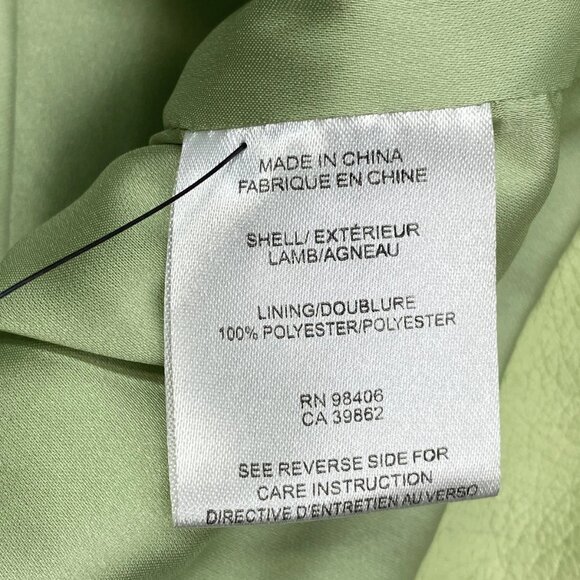 MADE IN CHINA
FABRIQUE EN CHINE
SHELL/ EXTÉRIEUR
LAMB/AGNEAU
LINING/DOUBLURE
100% POLYESTER/POLYESTER
RN 98406
CA 39862
SEE REVERSE SIDE FOR
CARE INSTRUCTION
DIRECTIVE D'ENTRETIEN AU VERSO